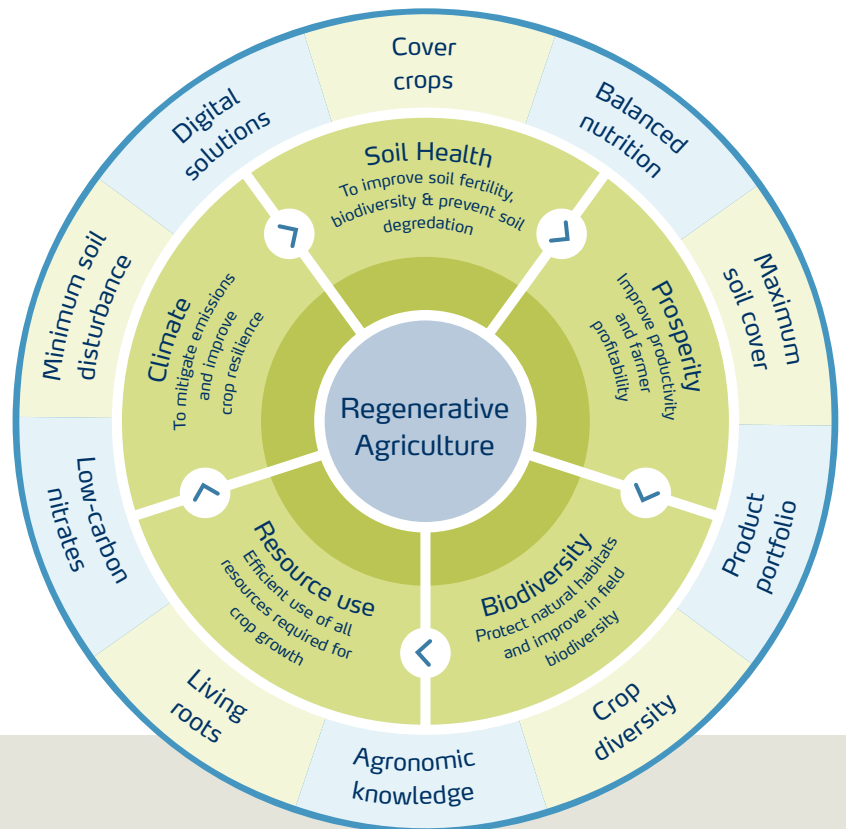 Cover
crops
Balanced
nutrition
Maximum
soil cover
Product
portfolio
Crop
diversity
Agronomic
knowledge
Living
roots
Low-carbon
nitrates
Minimum soil
disturbance
Digital
solutions
Soil Health
To improve soil fertility,
biodiversity & prevent soil
degredation
Prosperity
Improve productivity
and farmer
profitability
Biodiversity
Protect natural habitats
and improve in field
biodiversity
Resource use
Efficient use of all
resources required for
crop growth
Climate
To mitigate emissions
and improve
crop resilience
Regenerative
Agriculture